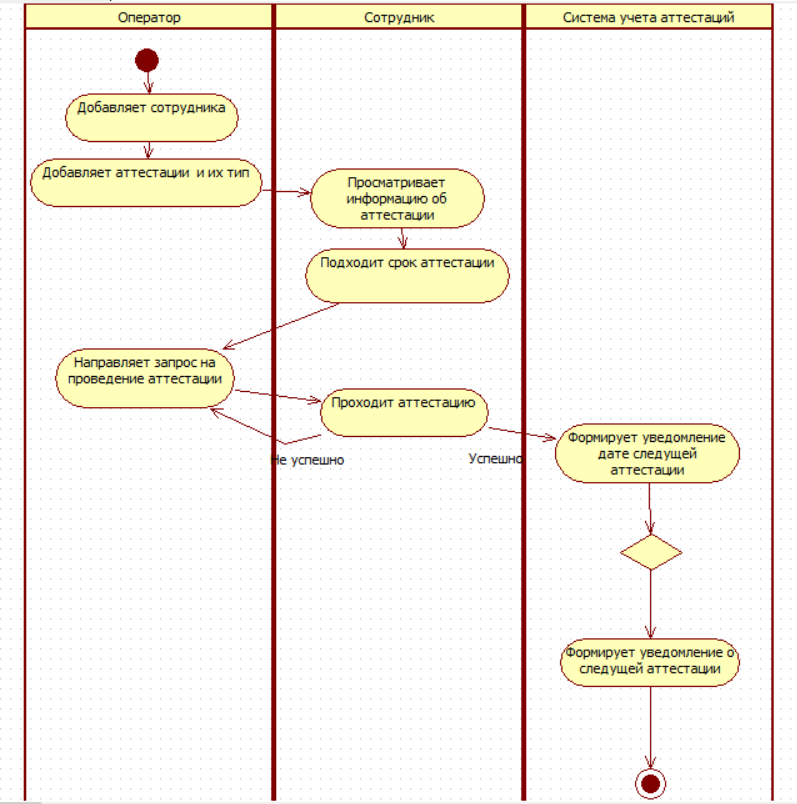 Оператор
Сотрудник
Система учета аттестаций
Добавляет сотрудника
Добавляет аттестации и их тип
Просматривает
информацию об
аттестации
Подходит срок аттестации
Направляет запрос на
проведение аттестации
Проходит аттестацию
Не успешно
Успешно
Формирует уведомление
дате следущей
аттестации
Формирует уведомление о
следущей аттестации